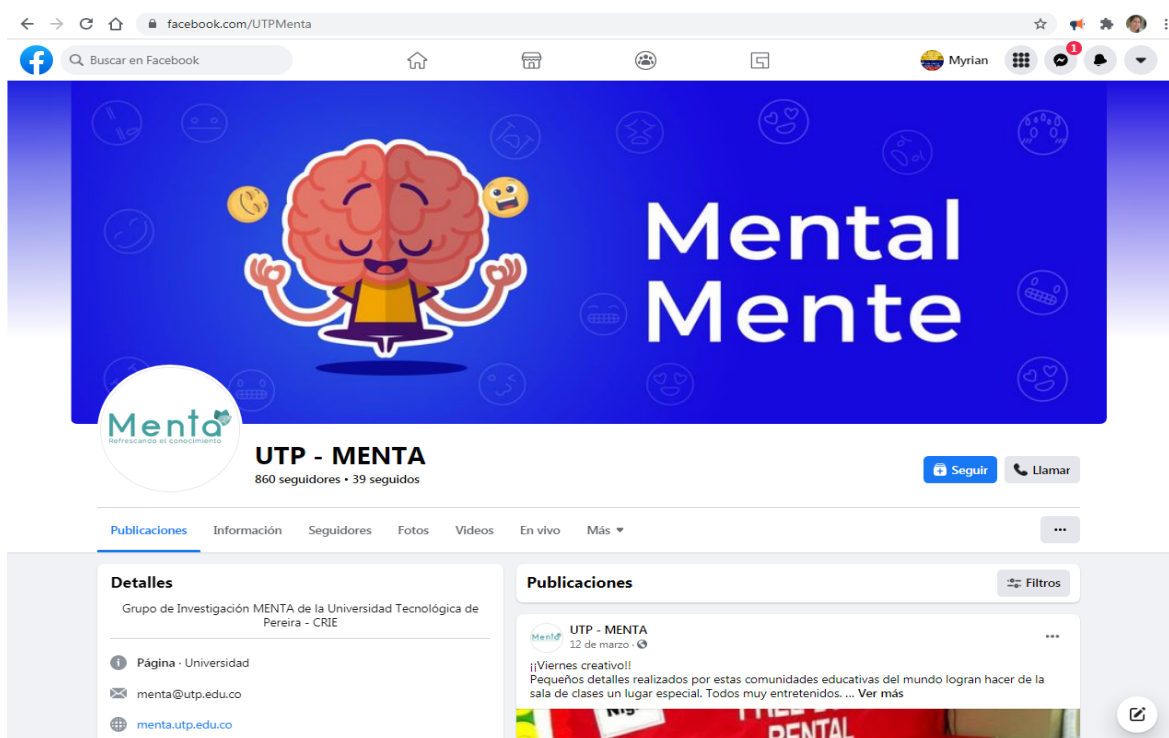 facebook.com/UTPMenta
Buscar en Facebook
Myrian
1
Mental
Mente
Menta
Refrescando el conocimiento
UTP - MENTA
860 seguidores • 39 seguidos
Seguir
Llamar
Publicaciones Información Seguidores Fotos Videos En vivo Más
Detalles
Grupo de Investigación MENTA de la Universidad Tecnológica de
Pereira - CRIE
Página · Universidad
menta@utp.edu.co
menta.utp.edu.co
Publicaciones
Filtros
Menta
UTP - MENTA
12 de marzo ·
¡¡Viernes creativo!!
Pequeños detalles realizados por estas comunidades educativas del mundo logran hacer de la
sala de clases un lugar especial. Todos muy entretenidos. ... Ver más
RENTAL